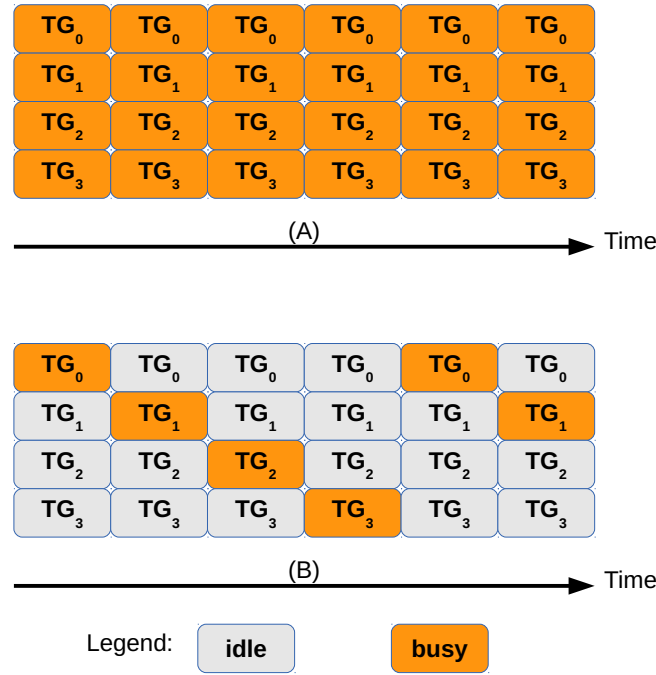 TG0 TG0 TG0 TG0 TG0 TG0
TG1 TG1 TG1 TG1 TG1 TG1
TG2 TG2 TG2 TG2 TG2 TG2
TG3 TG3 TG3 TG3 TG3 TG3
(A)
Time
TG0 TG0 TG0 TG0 TG0 TG0
TG1 TG1 TG1 TG1 TG1 TG1
TG2 TG2 TG2 TG2 TG2 TG2
TG3 TG3 TG3 TG3 TG3 TG3
(B)
Time
Legend: idle busy